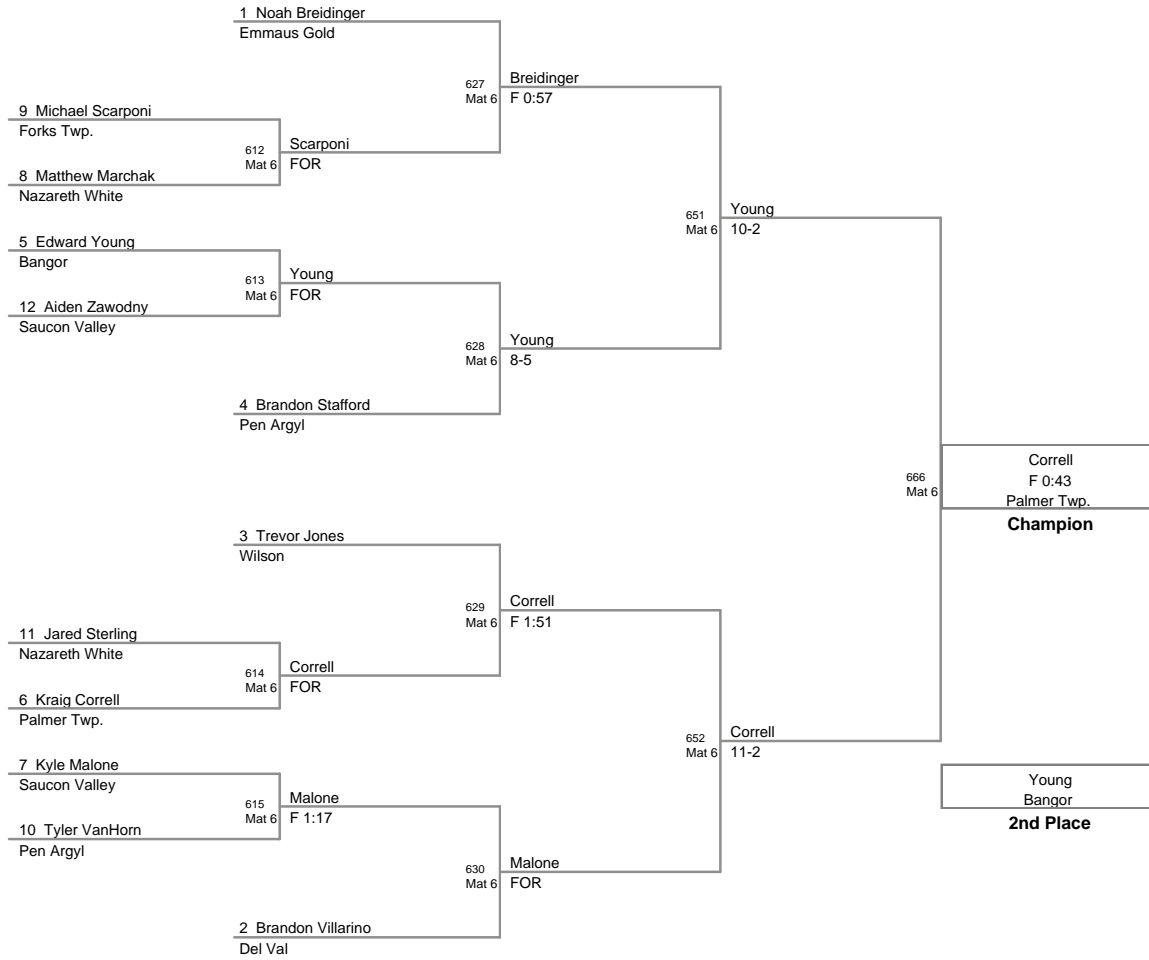 1 Noah Breidinger
Emmaus Gold
627
Mat 6
Breidinger
F 0:57
9 Michael Scarponi
Forks Twp.
612
Mat 6
Scarponi
FOR
8 Matthew Marchak
Nazareth White
651
Mat 6
Young
10-2
5 Edward Young
Bangor
613
Mat 6
Young
FOR
12 Aiden Zawodny
Saucon Valley
628
Mat 6
Young
8-5
4 Brandon Stafford
Pen Argyl
666
Mat 6
Correll
F 0:43
Palmer Twp.
Champion
3 Trevor Jones
Wilson
629
Mat 6
Correll
F 1:51
11 Jared Sterling
Nazareth White
614
Mat 6
Correll
FOR
6 Kraig Correll
Palmer Twp.
652
Mat 6
Correll
11-2
7 Kyle Malone
Saucon Valley
615
Mat 6
Malone
F 1:17
10 Tyler VanHorn
Pen Argyl
Young
Bangor
2nd Place
630
Mat 6
Malone
FOR
2 Brandon Villarino
Del Val